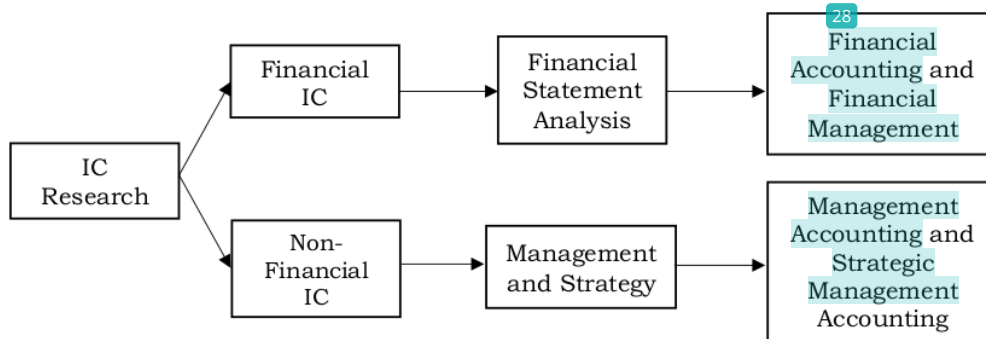 IC
Research
Financial
IC
Financial
Statement
Analysis
28
Financial
Accounting and
Financial
Management
Non-
Financial
IC
Management
and Strategy
Management
Accounting and
Strategic
Management
Accounting